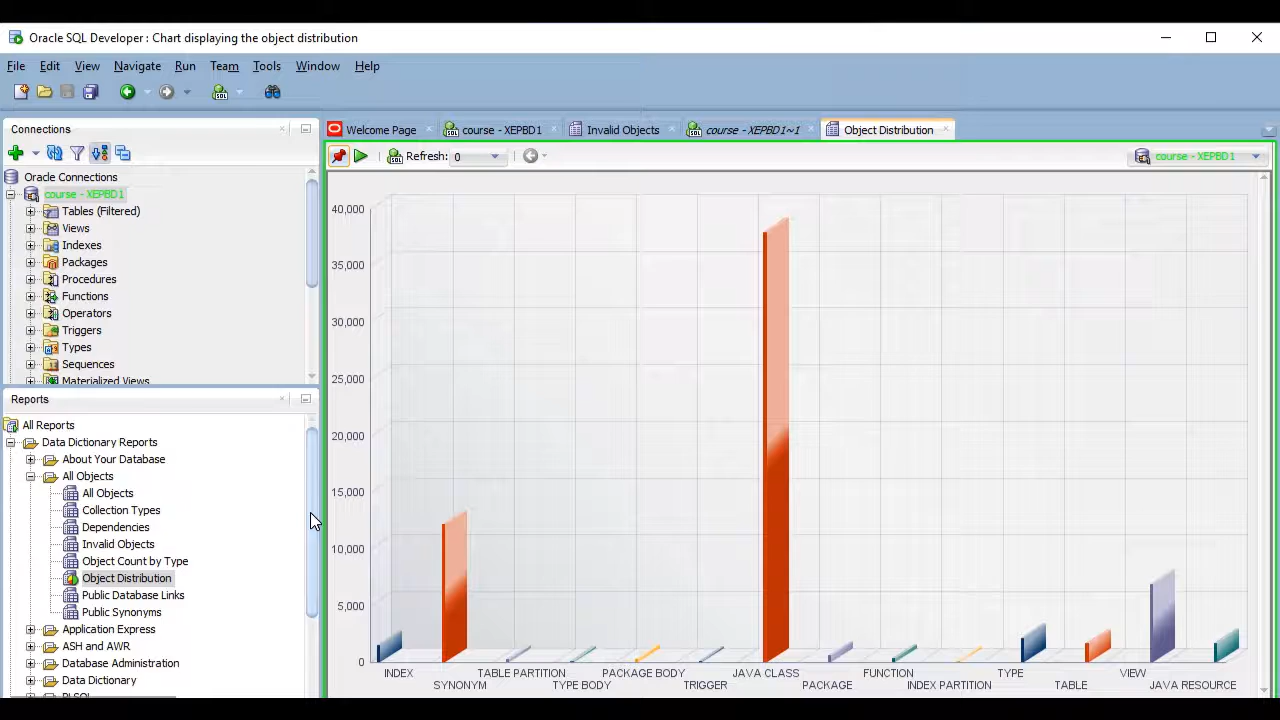 Oracle SQL Developer : Chart displaying the object distribution
File Edit View Navigate Run Team Tools Window Help
Connections
Oracle Connections
course - XEPBD1
Tables (Filtered)
Views
Indexes
Packages
Procedures
Functions
Operators
Triggers
Types
Sequences
Materialized Views
Reports
All Reports
Data Dictionary Reports
About Your Database
All Objects
All Objects
Collection Types
Dependencies
Invalid Objects
Object Count by Type
Object Distribution
Public Database Links
Public Synonyms
Application Express
ASH and AWR
Database Administration
Data Dictionary
Welcome Page course - XEPBD1 Invalid Objects course - XEPBD1~1 Object Distribution
SQL Refresh: 0 course - XEPBD1
40,000
35,000
30,000
25,000
20,000
15,000
10,000
5,000
0
INDEX TABLE PARTITION PACKAGE BODY JAVA CLASS FUNCTION TYPE VIEW
SYNONYM TYPE BODY TRIGGER PACKAGE INDEX PARTITION TABLE JAVA RESOURCE